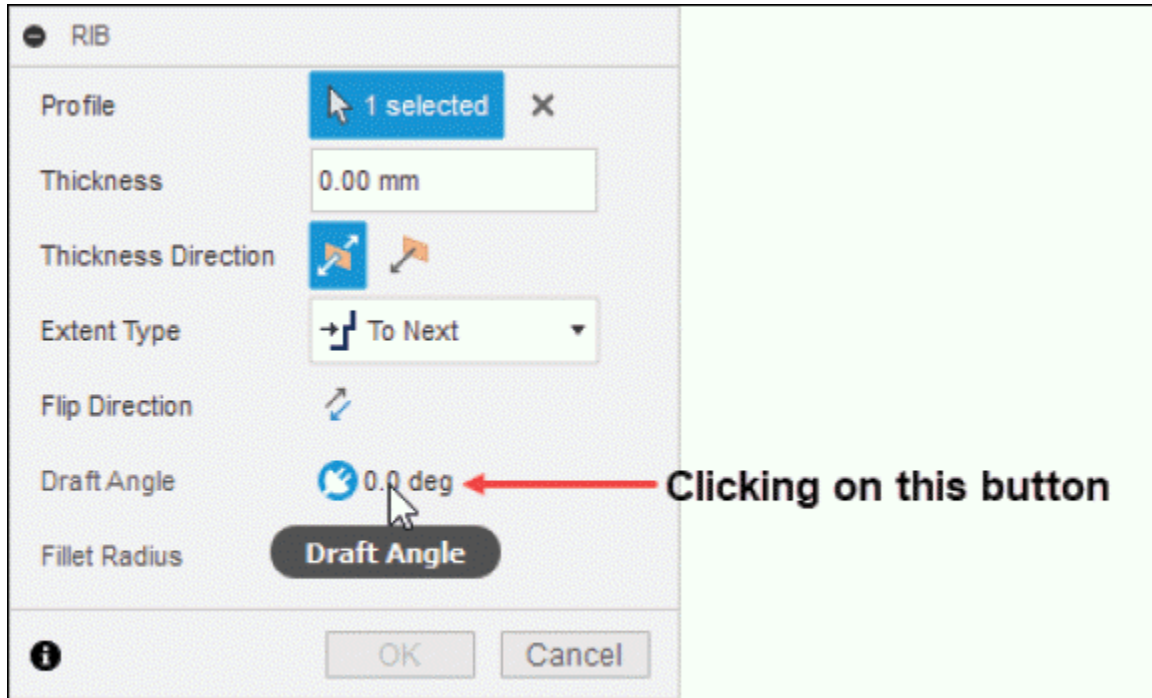 RIB
Profile 1 selected
Thickness 0.00 mm
Thickness Direction
Extent Type To Next
Flip Direction
Draft Angle 0.0 deg Clicking on this button
Fillet Radius Draft Angle
OK Cancel